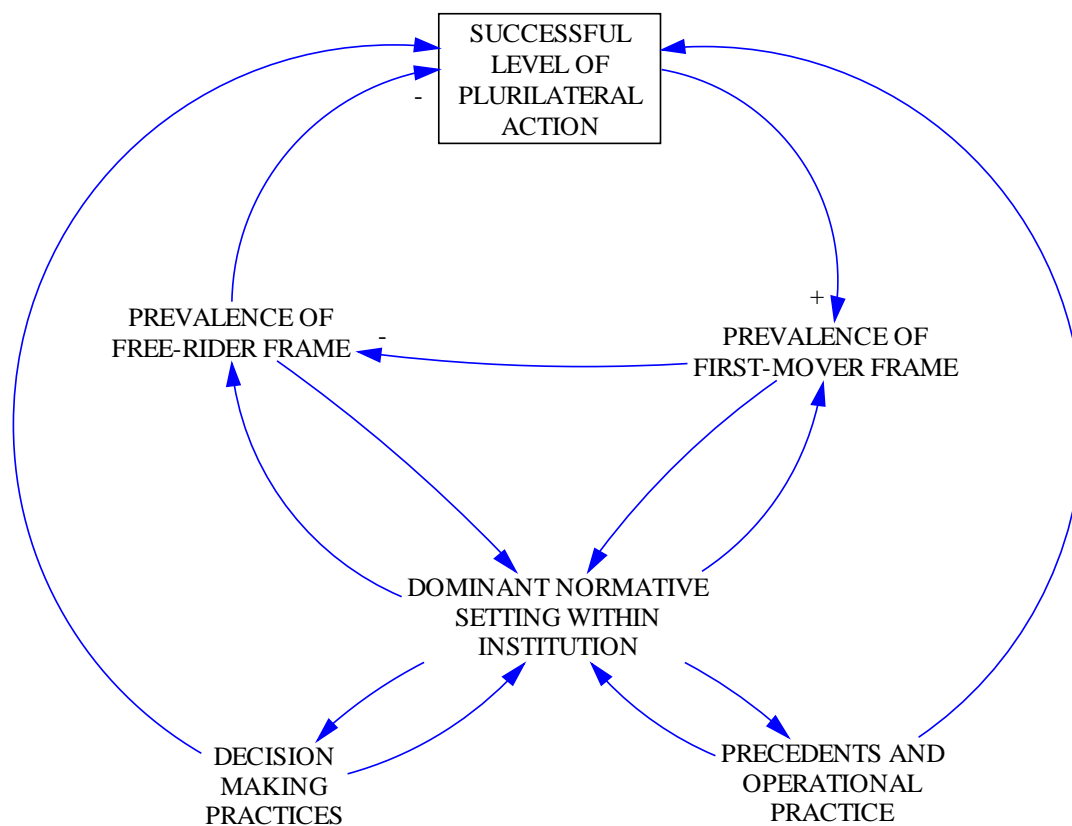 SUCCESSFUL
LEVEL OF
PLURILATERAL
ACTION
-
+
PREVALENCE OF
FREE-RIDER FRAME
-
PREVALENCE OF
FIRST-MOVER FRAME
DOMINANT NORMATIVE
SETTING WITHIN
INSTITUTION
DECISION
MAKING
PRACTICES
PRECEDENTS AND
OPERATIONAL
PRACTICE